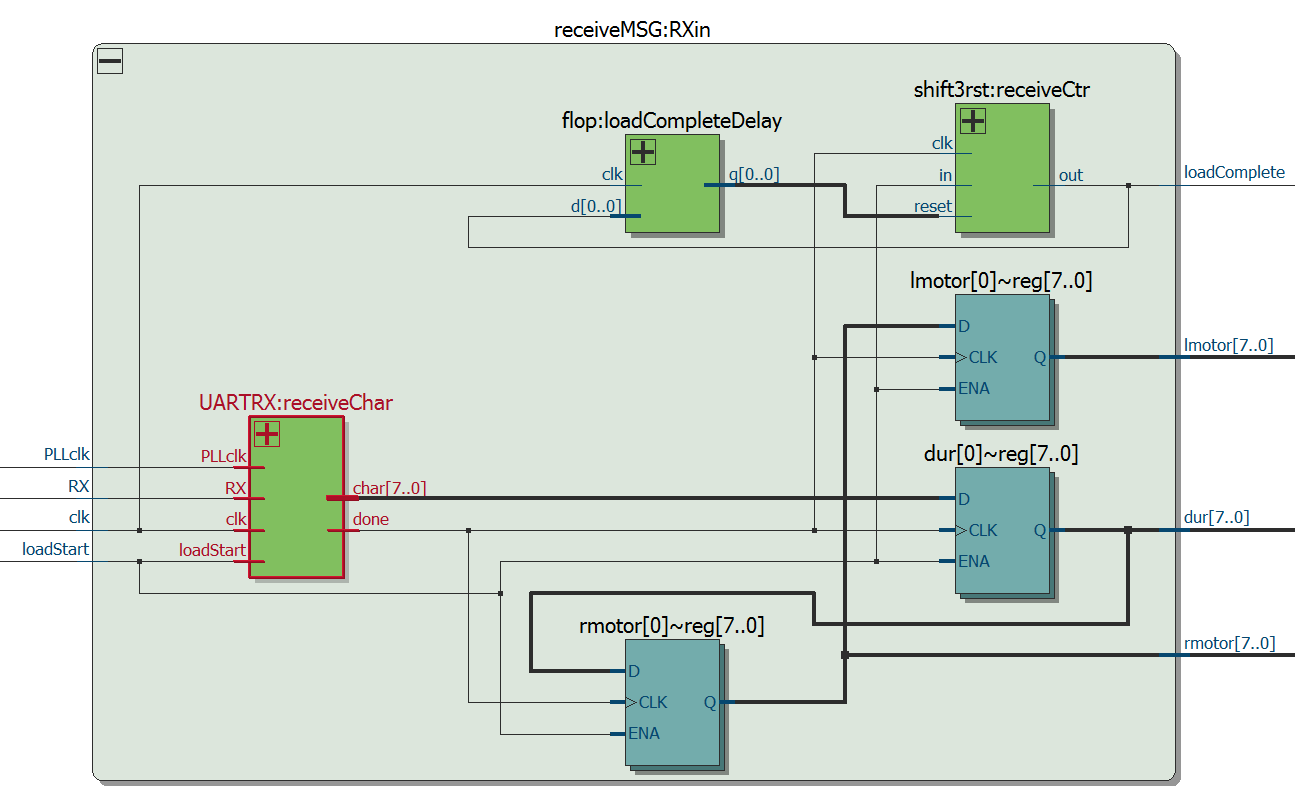 receiveMSG:RXin
shift3rst:receiveCtr
flop:loadCompleteDelay
clk
clk
q[0..0]
in
out
loadComplete
d[0..0]
reset
lmotor[0]~reg[7..0]
D
CLK
Q
lmotor[7..0]
ENA
UARTRX:receiveChar
dur[0]~reg[7..0]
PLLclk
PLLclk
RX
RX
char[7..0]
D
clk
clk
done
CLK
Q
dur[7..0]
loadStart
loadStart
ENA
rmotor[0]~reg[7..0]
rmotor[7..0]
D
CLK
Q
ENA